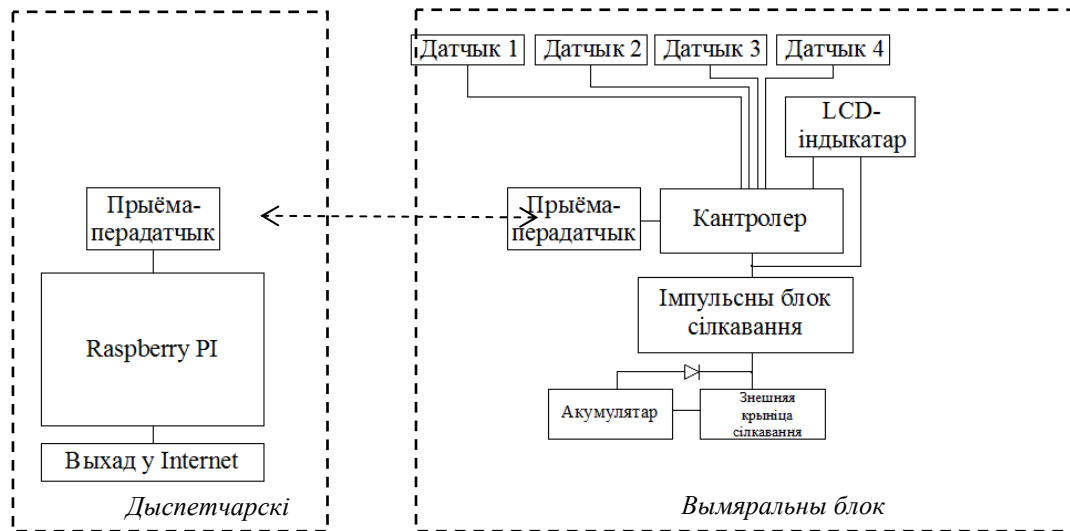 Датчык 1
Датчык 2
Датчык 3
Датчык 4
LCD-
індыкатар
Прыёма-
перадатчык
Прыёма-
перадатчык
Кантролер
Raspberry PI
Імпульсны блок
сілкавання
Акумулятар
Знешняя
крыніца
сілкавання
Выхад у Internet
Дыспетчарскі
Вымяральны блок